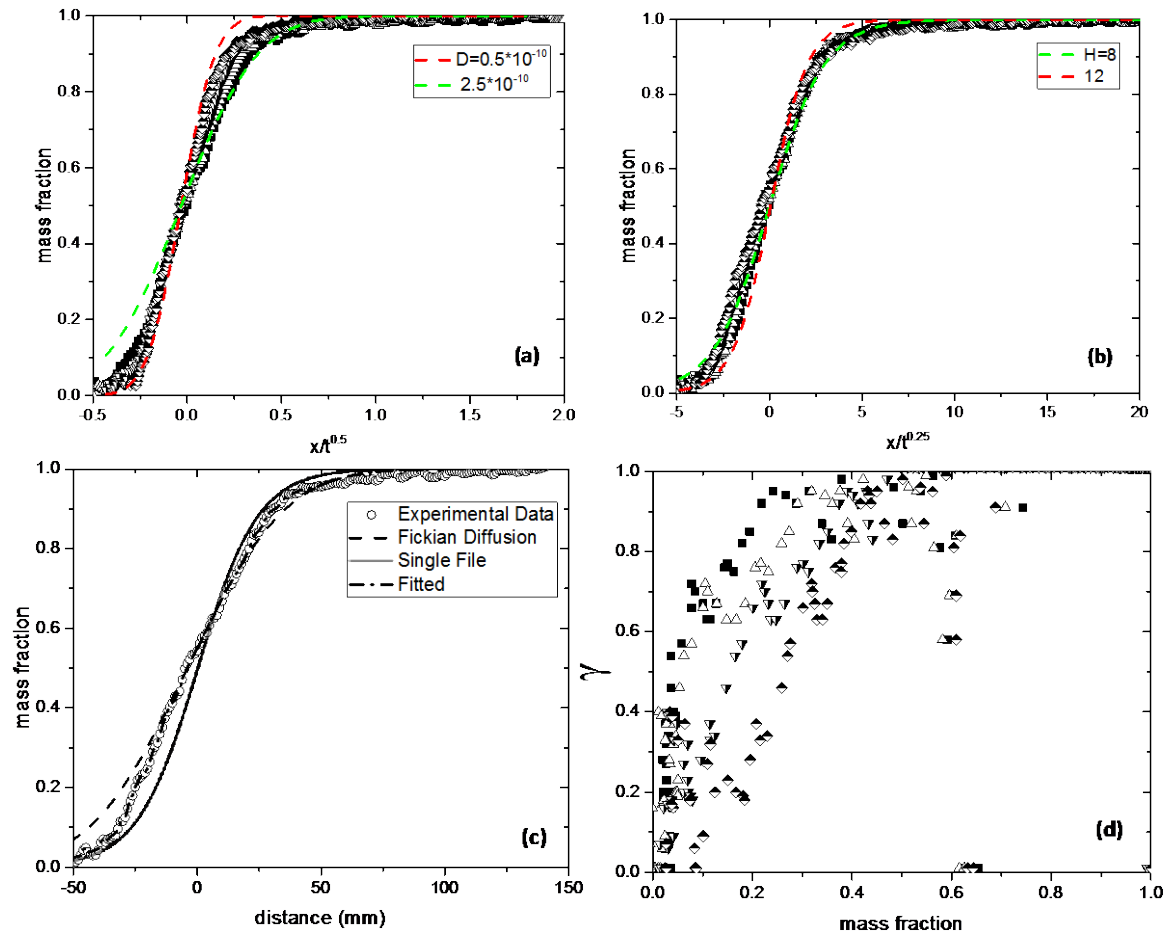 1.0
0.8
0.6
0.4
0.2
0.0
mass fraction
D=0.5*10-10
2.5*10-10
(a)
-0.5 0.0 0.5 1.0 1.5 2.0
x/t0.5
1.0
0.8
0.6
0.4
0.2
0.0
mass fraction
H=8
12
(b)
-5 0 5 10 15 20
x/t0.25
1.0
0.8
0.6
0.4
0.2
0.0
mass fraction
Experimental Data
Fickian Diffusion
Single File
Fitted
(c)
-50 0 50 100 150
distance (mm)
1.0
0.8
0.6
0.4
0.2
0.0
γ
(d)
0.0 0.2 0.4 0.6 0.8 1.0
mass fraction